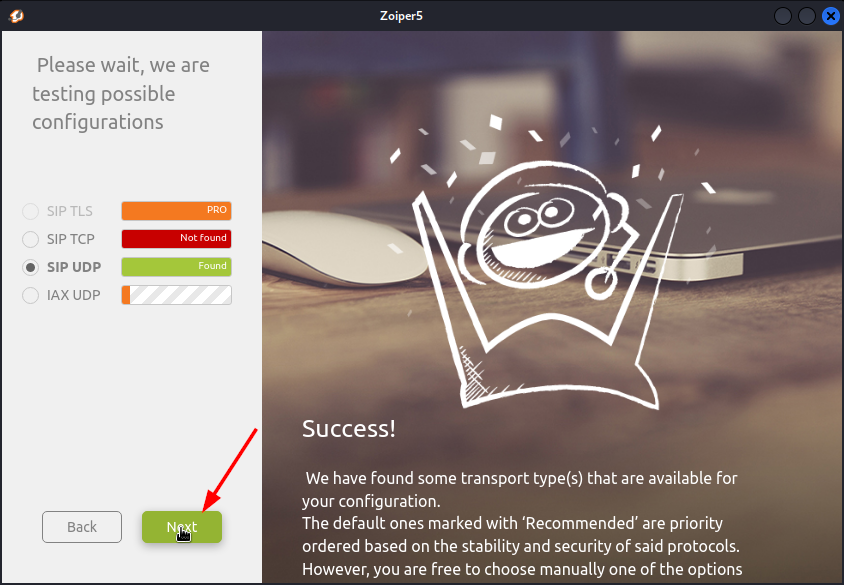 Zoiper5
Please wait, we are
testing possible
configurations
SIP TLS PRO
SIP TCP Not found
SIP UDP Found
IAX UDP
Back
Next
Success!
We have found some transport type(s) that are available for
your configuration.
The default ones marked with ‘Recommended’ are priority
ordered based on the stability and security of said protocols.
However, you are free to choose manually one of the options